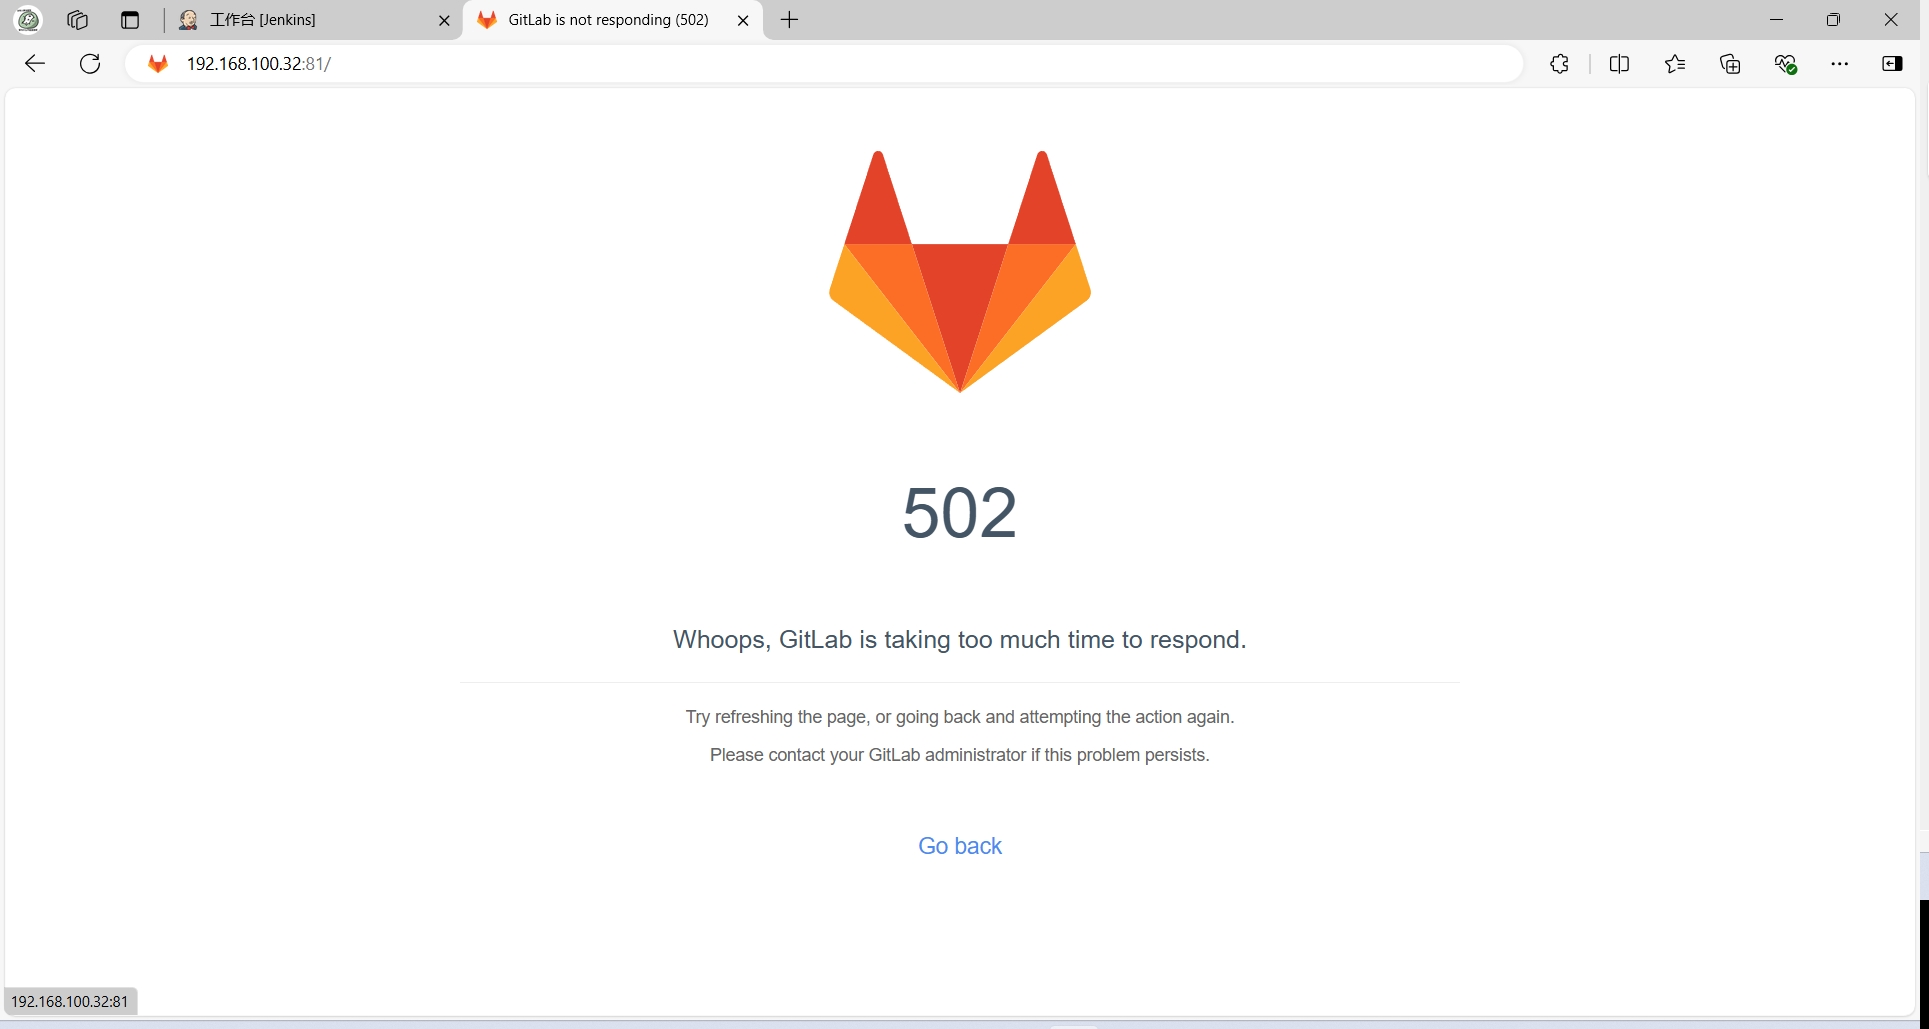 工作台 [Jenkins]
GitLab is not responding (502)
192.168.100.32:81/
502
Whoops, GitLab is taking too much time to respond.
Try refreshing the page, or going back and attempting the action again.
Please contact your GitLab administrator if this problem persists.
Go back
192.168.100.32:81